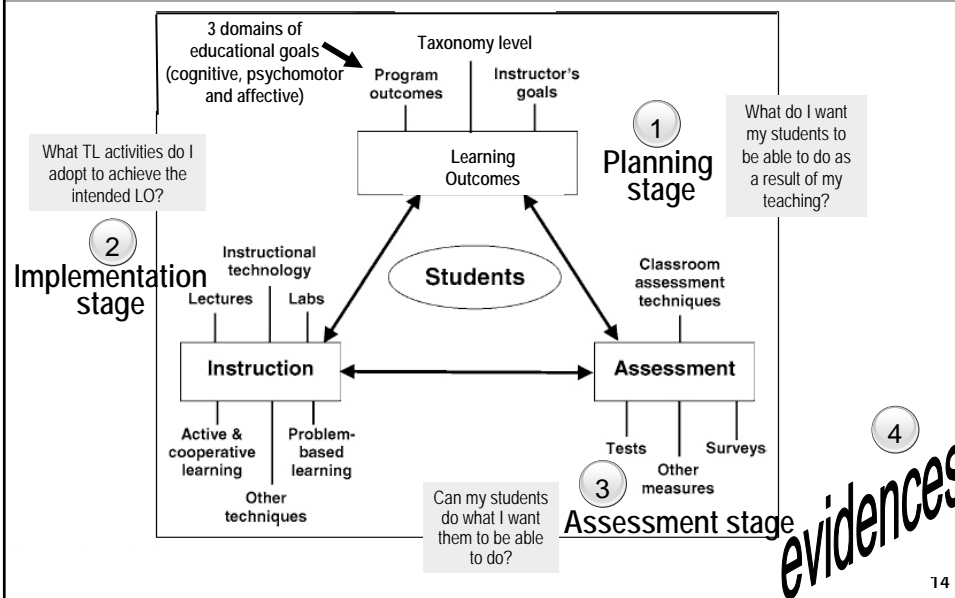 3 domains of
educational goals
(cognitive, psychomotor
and affective)
Taxonomy level
Program
outcomes
Instructor's
goals
Learning
Outcomes
1
Planning
stage
What do I want
my students to
be able to do as
a result of my
teaching?
What TL activities do I
adopt to achieve the
intended LO?
2
Implementation
stage
Instructional
technology
Lectures
Labs
Students
Classroom
assessment
techniques
Instruction
Assessment
Active &
cooperative
learning
Problem-
based
learning
Other
techniques
Tests
Other
measures
Surveys
3
Assessment stage
Can my students
do what I want
them to be able
to do?
4
evidences
14